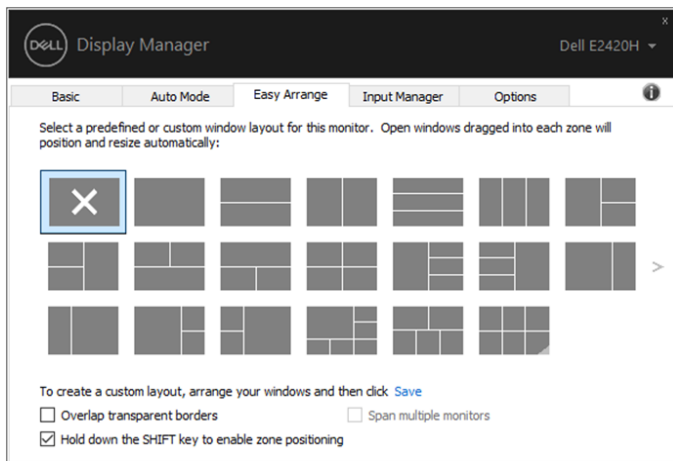 x
DELL Display Manager Dell E2420H
Basic Auto Mode Easy Arrange Input Manager Options i
Select a predefined or custom window layout for this monitor. Open windows dragged into each zone will
position and resize automatically:
>
To create a custom layout, arrange your windows and then click Save
Overlap transparent borders Span multiple monitors
Hold down the SHIFT key to enable zone positioning